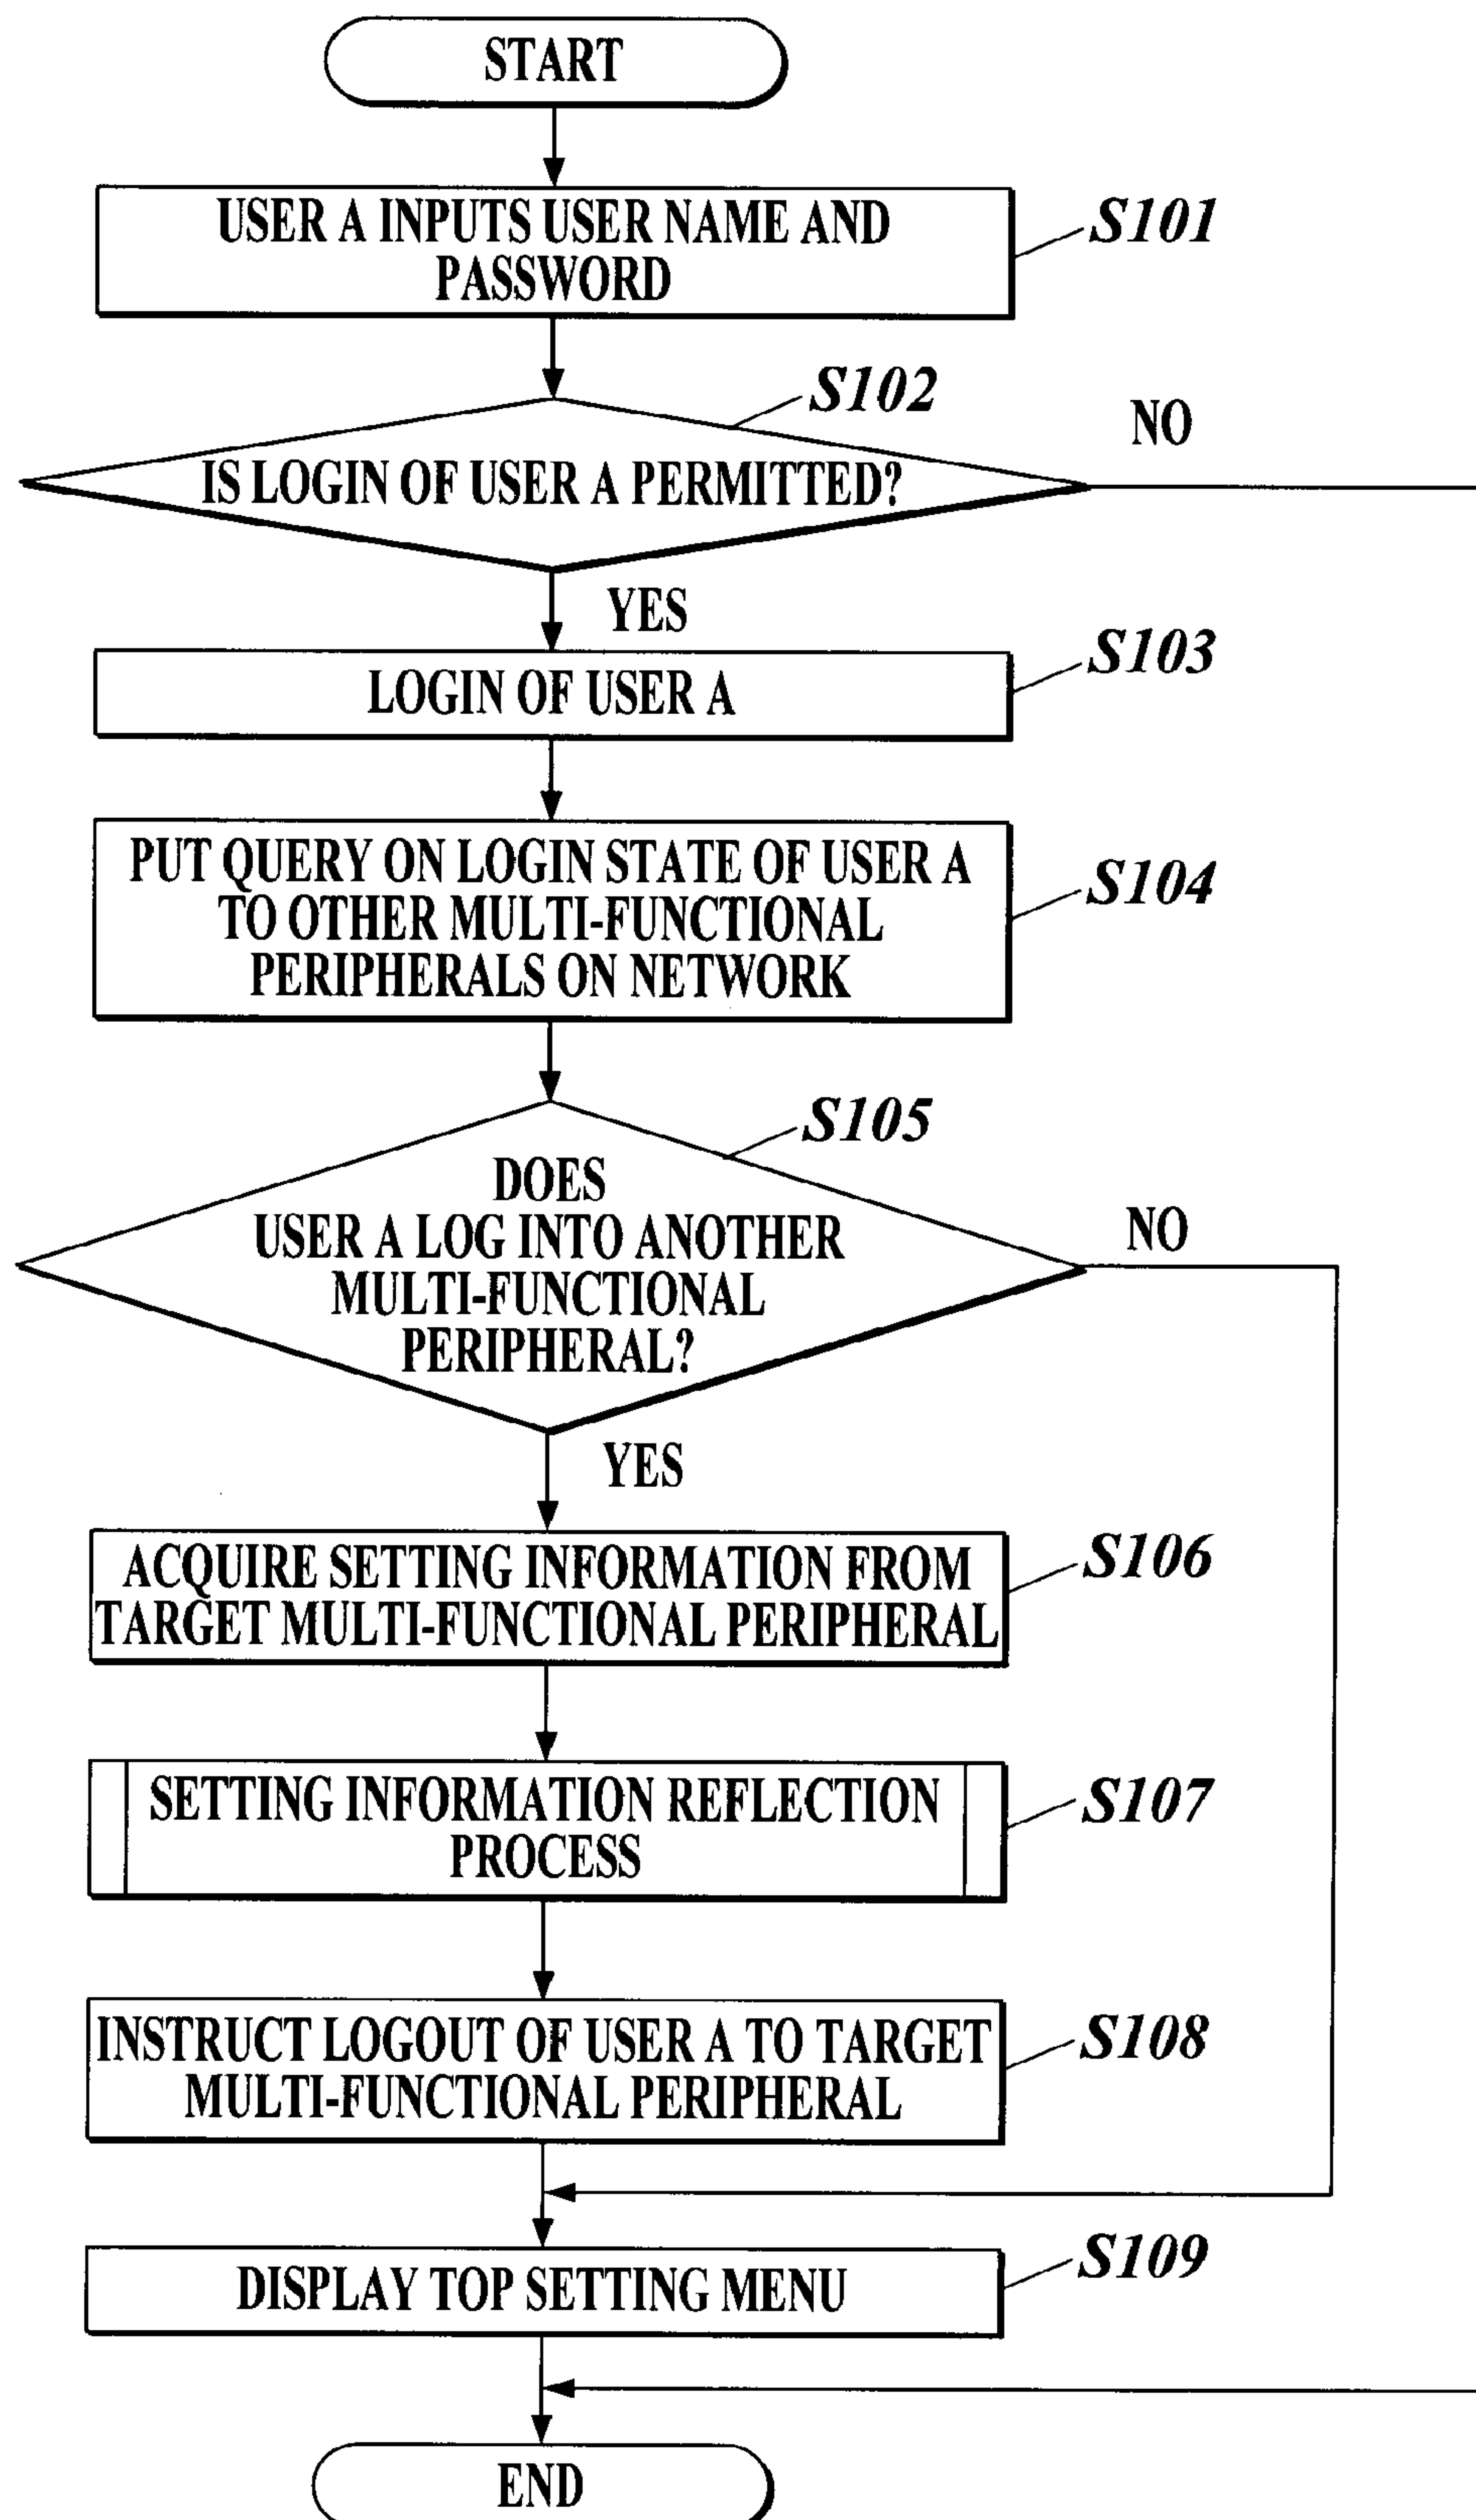 START
USER A INPUTS USER NAME AND
PASSWORD
S101
S102
NO
IS LOGIN OF USER A PERMITTED?
YES
S103
LOGIN OF USER A
PUT QUERY ON LOGIN STATE OF USER A
TO OTHER MULTI-FUNCTIONAL
PERIPHERALS ON NETWORK
S104
S105
DOES
USER A LOG INTO ANOTHER
MULTI-FUNCTIONAL
PERIPHERAL?
NO
YES
ACQUIRE SETTING INFORMATION FROM
TARGET MULTI-FUNCTIONAL PERIPHERAL
S106
SETTING INFORMATION REFLECTION
PROCESS
S107
INSTRUCT LOGOUT OF USER A TO TARGET
MULTI-FUNCTIONAL PERIPHERAL
S108
S109
DISPLAY TOP SETTING MENU
END